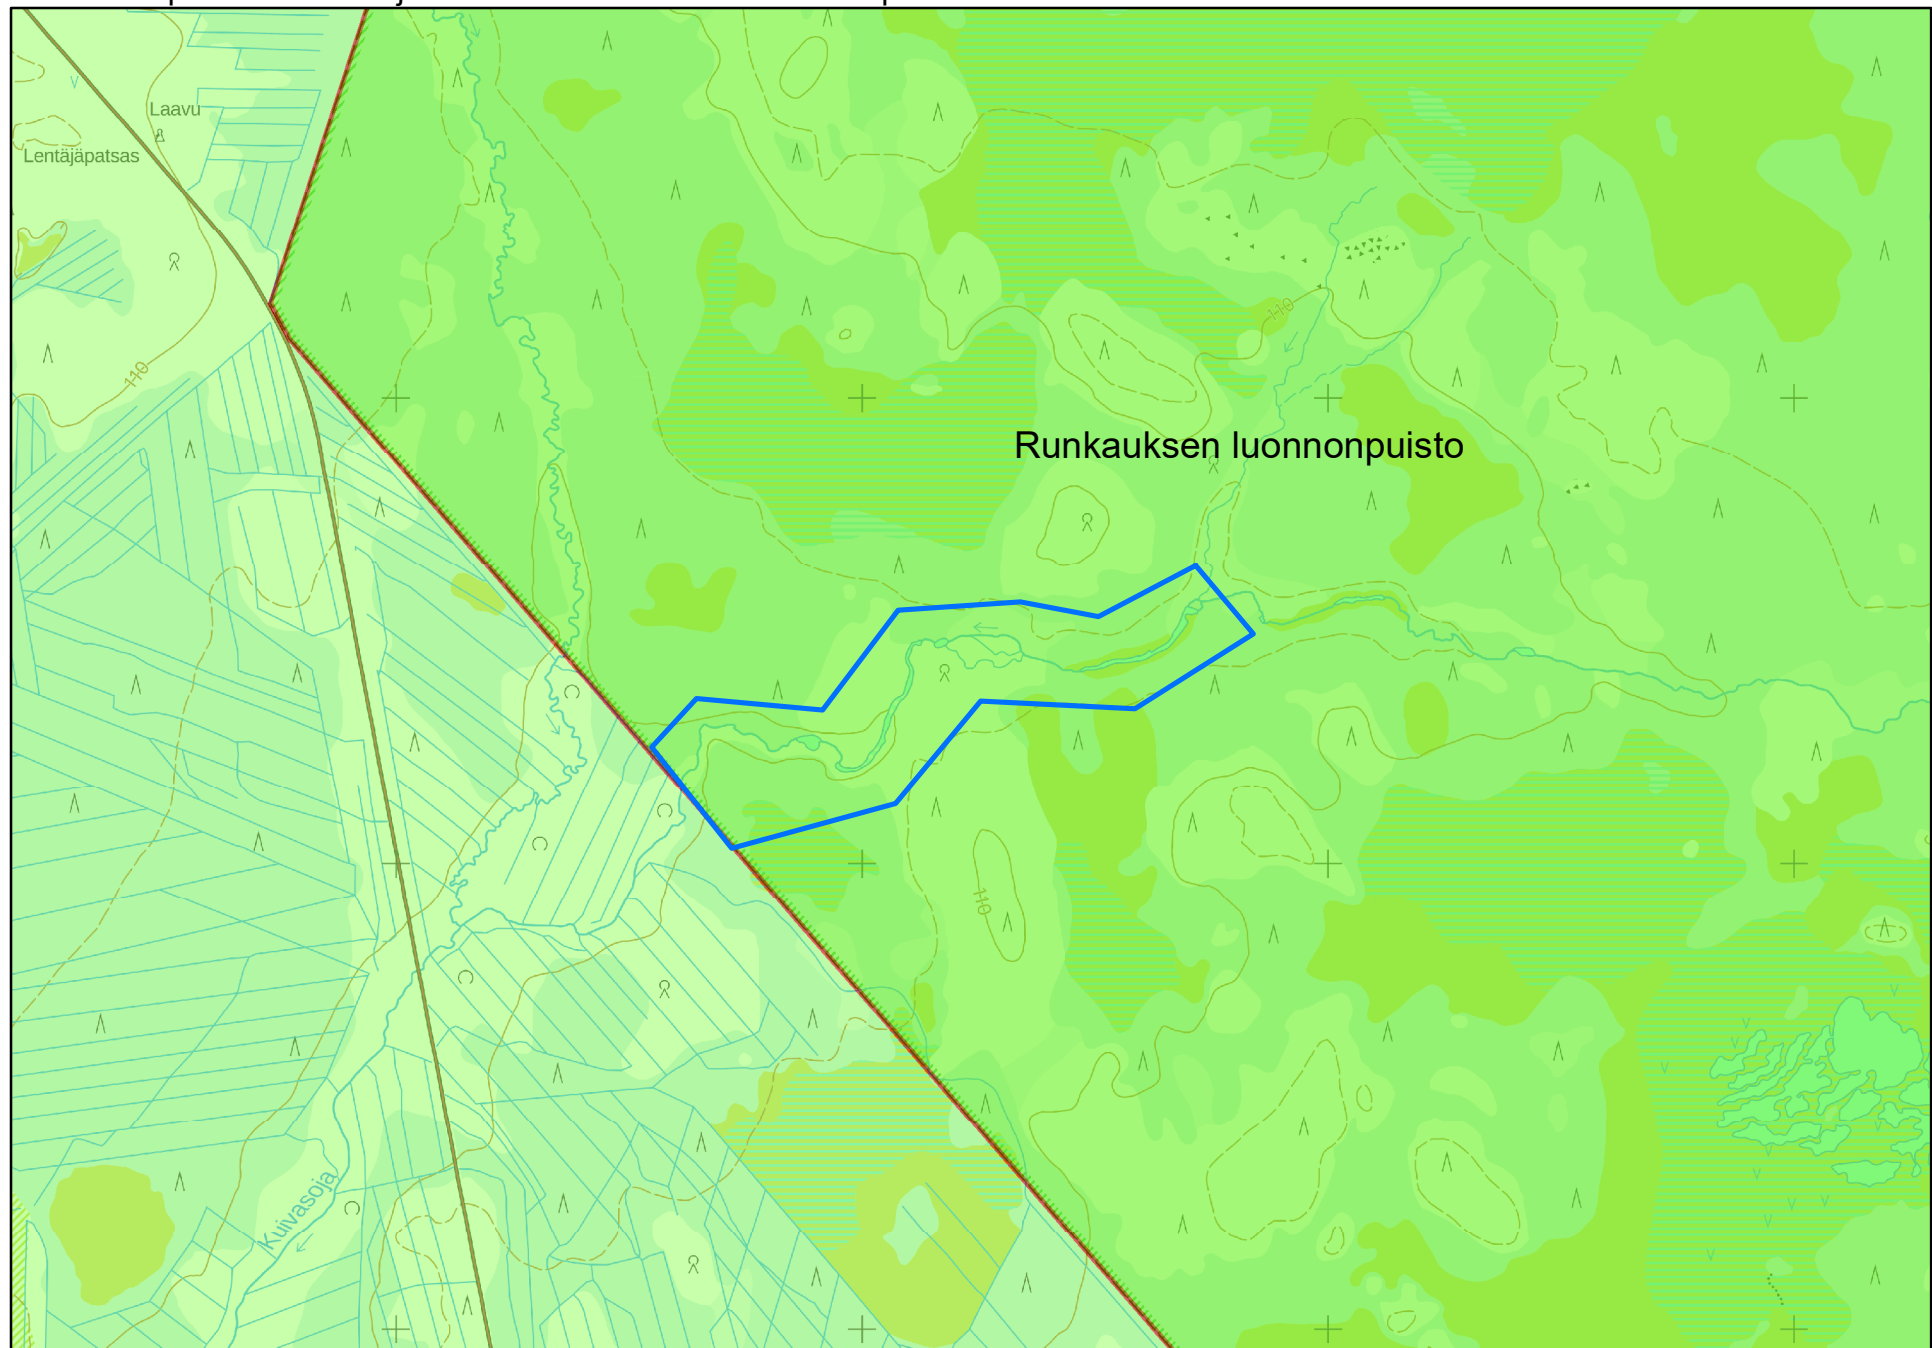 Laavu
Lentäjäpatsas
110
110
Runkauksen luonnonpuisto
110
Kuivasoja